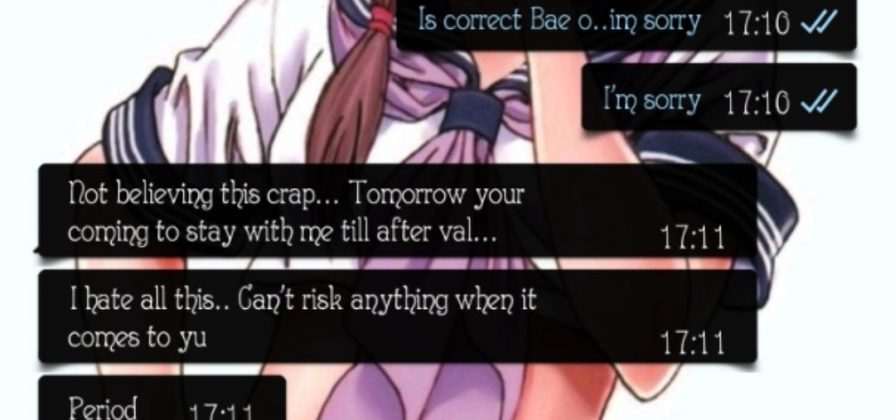 Is correct Bae o..im sorry 17:10
I'm sorry 17:10
Not believing this crap... Tomorrow your
coming to stay with me till after val... 17:11
I hate all this.. Can't risk anything when it
comes to yu 17:11
Period 17:11